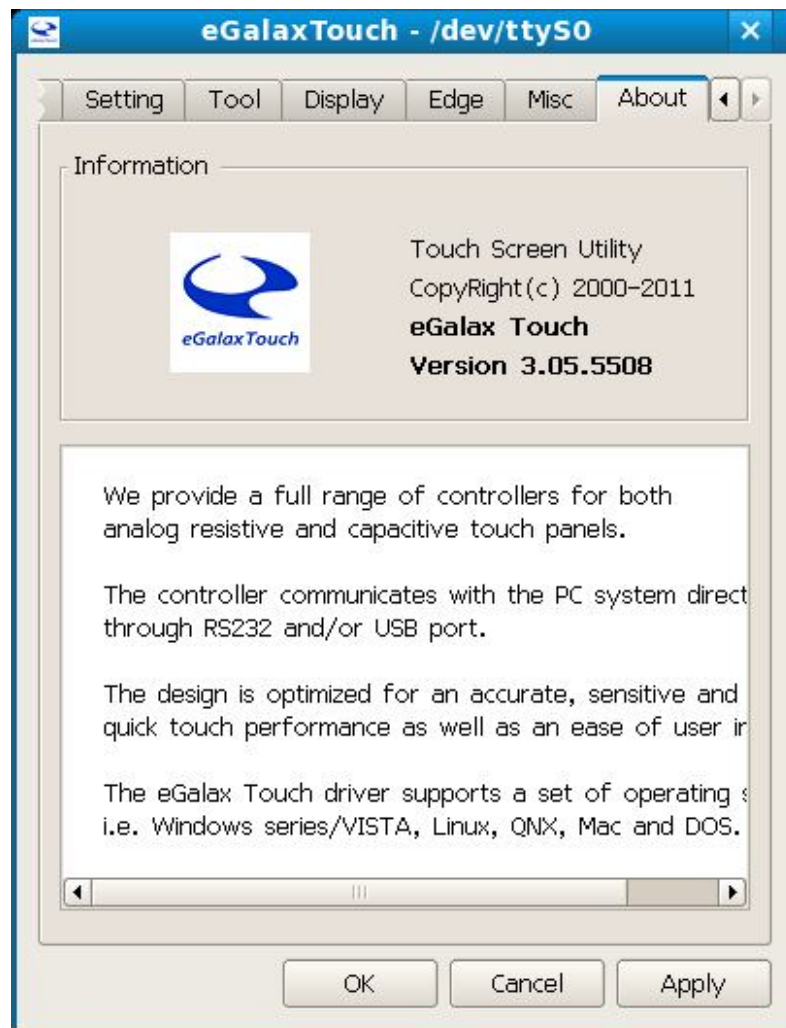 eGalaxTouch - /dev/ttyS0
Setting Tool Display Edge Misc About
Information
eGalaxTouch
Touch Screen Utility
CopyRight(c) 2000-2011
eGalax Touch
Version 3.05.5508
We provide a full range of controllers for both
analog resistive and capacitive touch panels.
The controller communicates with the PC system direct
through RS232 and/or USB port.
The design is optimized for an accurate, sensitive and
quick touch performance as well as an ease of user
The eGalax Touch driver supports a set of operating
i.e. Windows series/VISTA, Linux, QNX, Mac and DOS.
OK Cancel Apply